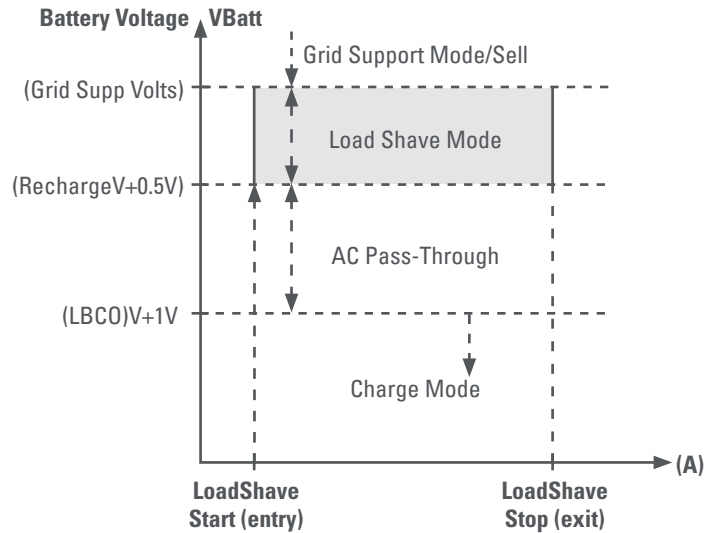 Battery Voltage VBatt
Grid Support Mode/Sell
(Grid Supp Volts)
Load Shave Mode
(RechargeV+0.5V)
AC Pass-Through
(LBCO)V+1V
Charge Mode
(A)
LoadShave
Start (entry)
LoadShave
Stop (exit)